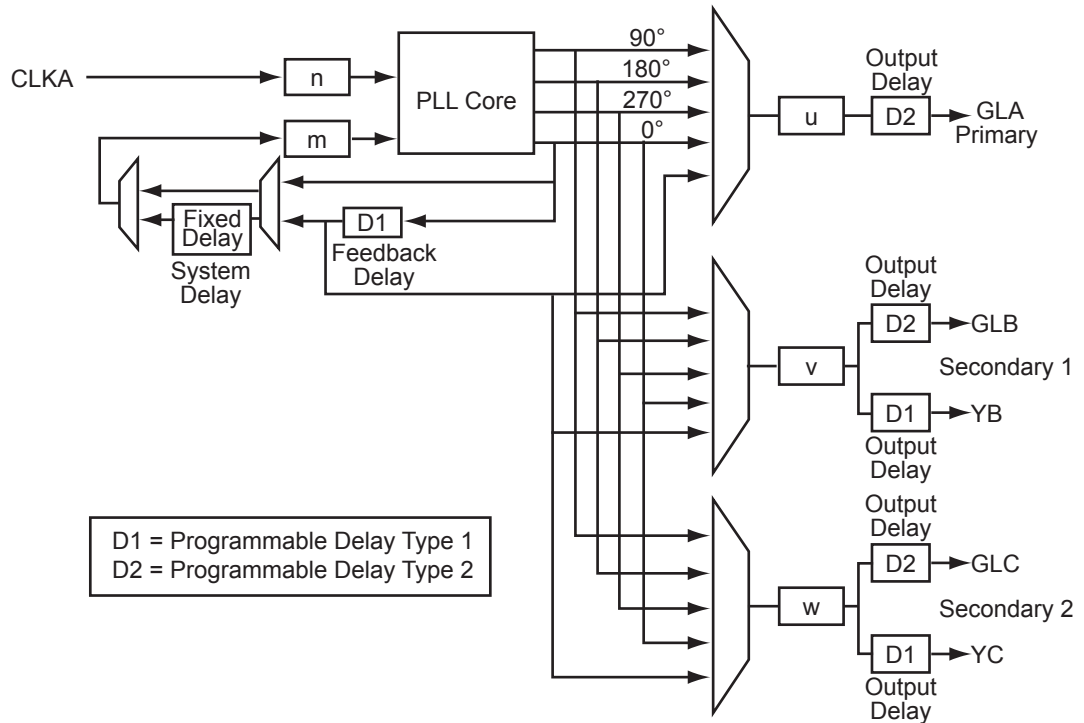 CLKA
n
m
PLL Core
90°
180°
270°
0°
u
Output
Delay
D2
GLA
Primary
Fixed
Delay
System
Delay
D1
Feedback
Delay
v
Output
Delay
D2
GLB
Secondary 1
D1
YB
Output
Delay
D1 = Programmable Delay Type 1
D2 = Programmable Delay Type 2
w
Output
Delay
D2
GLC
Secondary 2
D1
YC
Output
Delay